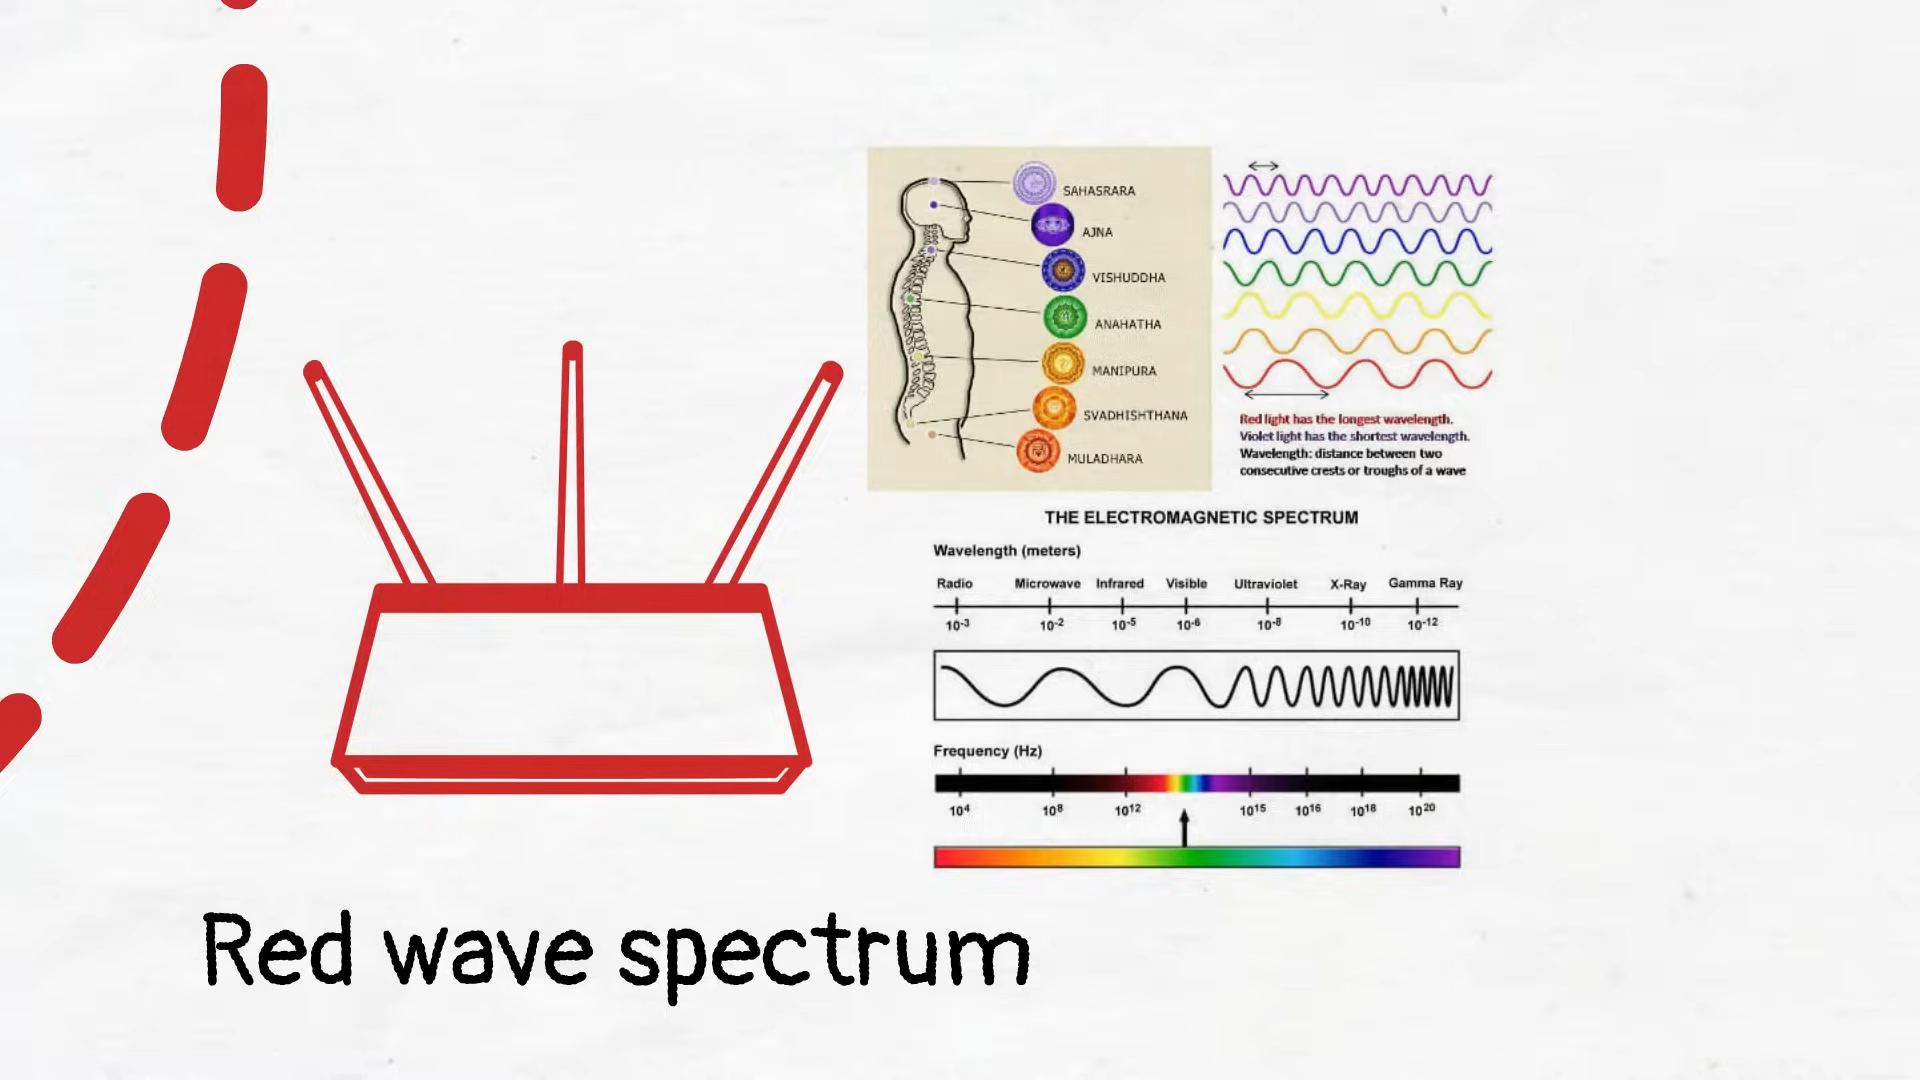 SAHASRARA
AJNA
VISHUDDHA
ANAHATHA
MANIPURA
SVADHISHTHANA
MULADHARA
Red light has the longest wavelength.
Violet light has the shortest wavelength.
Wavelength: distance between two
consecutive crests or troughs of a wave
THE ELECTROMAGNETIC SPECTRUM
Wavelength (meters)
Radio Microwave Infrared Visible Ultraviolet X-Ray Gamma Ray
10⁻³ 10⁻² 10⁻⁵ 10⁻⁶ 10⁻⁸ 10⁻¹⁰ 10⁻¹²
Frequency (Hz)
10⁴ 10⁸ 10¹² 10¹⁵ 10¹⁶ 10¹⁸ 10²⁰
Red wave spectrum